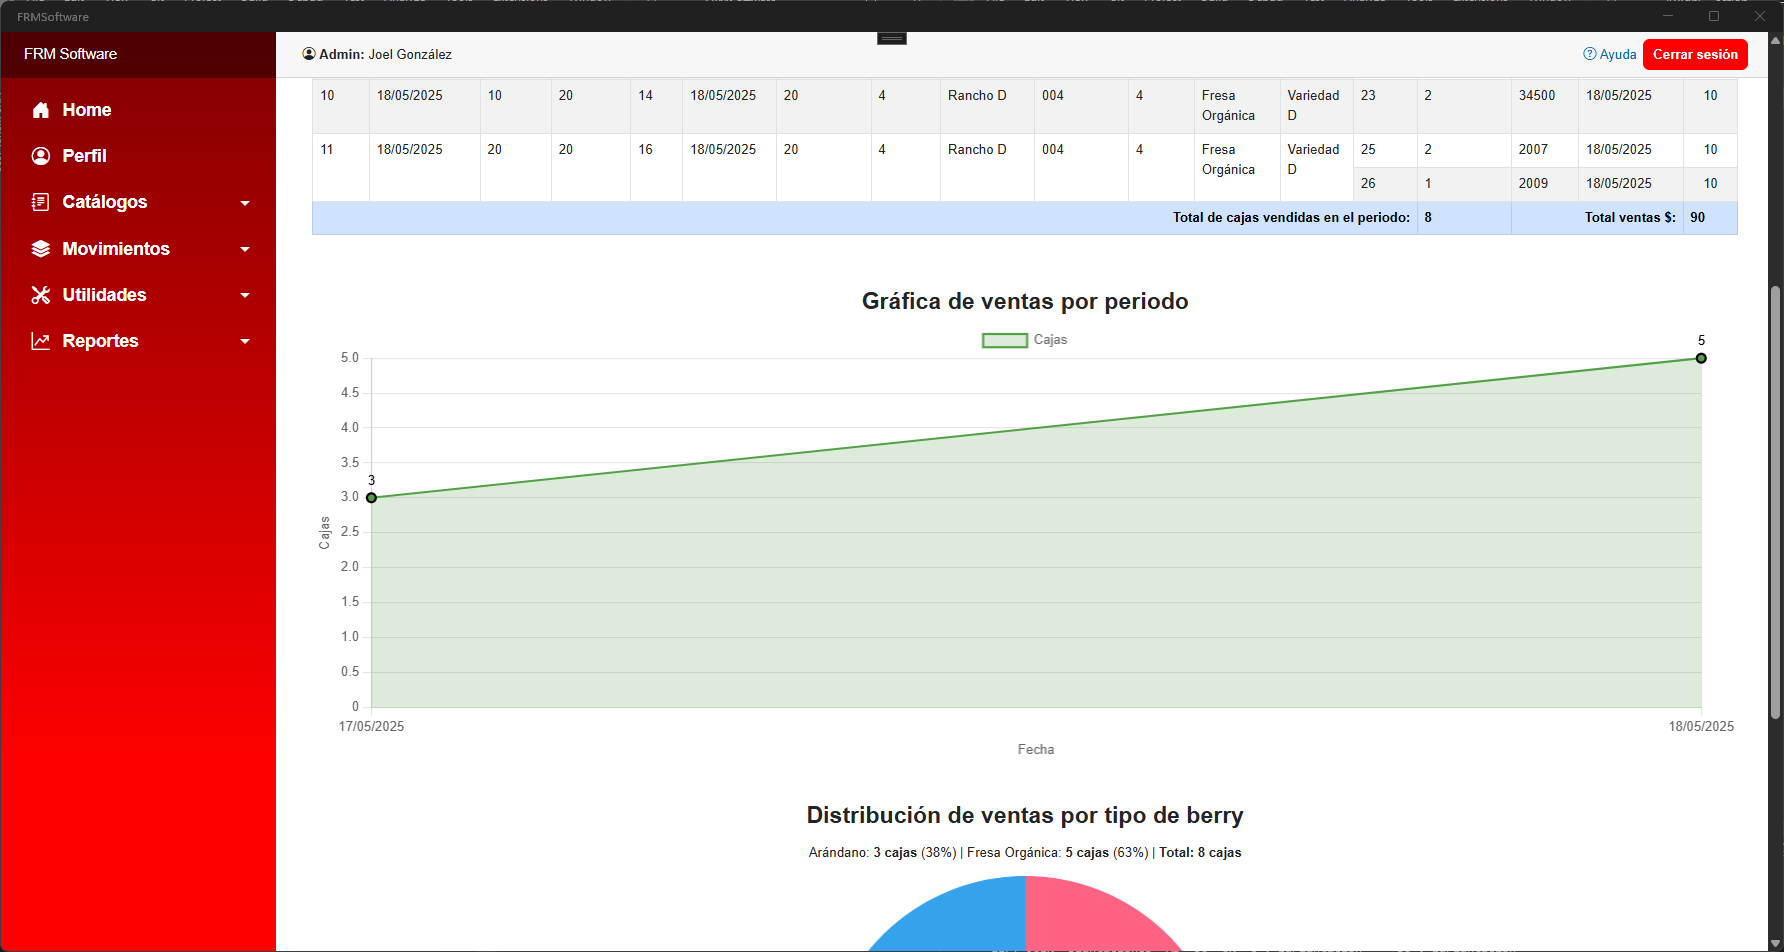 FRMSoftware
FRM Software
Admin: Joel González
Ayuda
Cerrar sesión
Home
Perfil
Catálogos
Movimientos
Utilidades
Reportes
10 18/05/2025 10 20 14 18/05/2025 20 4 Rancho D 004 4 Fresa Orgánica Variedad D 23 2 34500 18/05/2025 10
11 18/05/2025 20 20 16 18/05/2025 20 4 Rancho D 004 4 Fresa Orgánica Variedad D 25 2 2007 18/05/2025 10
26 1 2009 18/05/2025 10
Total de cajas vendidas en el periodo: 8 Total ventas $: 90
Gráfica de ventas por periodo
Cajas
5
5.0
4.5
4.0
3.5
3
3.0
2.5
Cajas
2.0
1.5
1.0
0.5
0
17/05/2025 18/05/2025
Fecha
Distribución de ventas por tipo de berry
Arándano: 3 cajas (38%) | Fresa Orgánica: 5 cajas (63%) | Total: 8 cajas